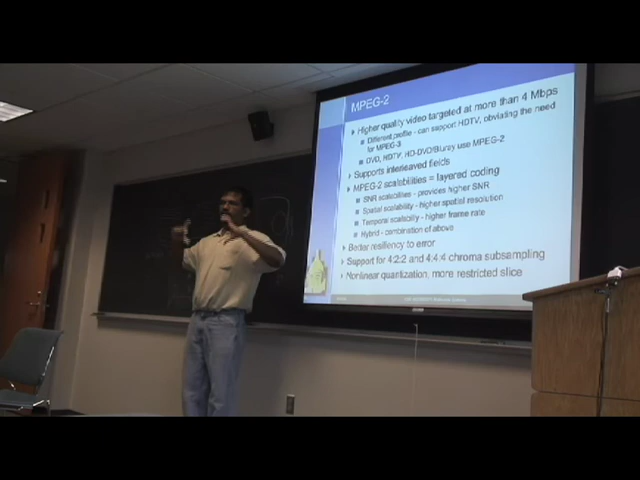 MPEG-2
Higher quality video targeted at more than 4 Mbps
Different profile - can support HDTV, obviating the need
for MPEG-3
DVD, HDTV, HD-DVD/Bluray use MPEG-2
Supports interleaved fields
MPEG-2 scalabilities = layered coding
SNR scalabilities - provides higher SNR
Spatial scalability - higher spatial resolution
Temporal scalability - higher frame rate
Hybrid - combination of above
Better resiliency to error
Support for 4:2:2 and 4:4:4 chroma subsampling
Nonlinear quantization, more restricted slice